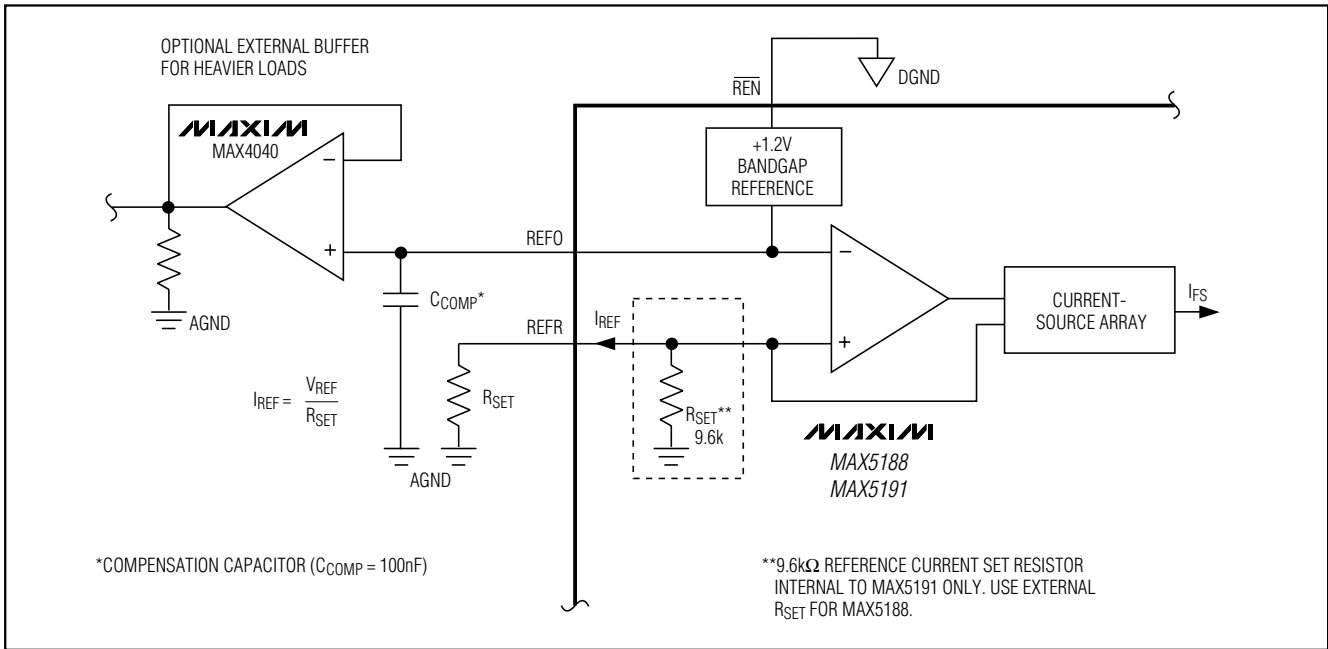 OPTIONAL EXTERNAL BUFFER
FOR HEAVIER LOADS
MAXIM
MAX4040
−
+
AGND
REN
DGND
+1.2V
BANDGAP
REFERENCE
REFO
CCOMP*
REFR
IREF
IREF = VREF
RSET
RSET
AGND
RSET**
9.6k
−
+
CURRENT-
SOURCE ARRAY
IFS
MAXIM
MAX5188
MAX5191
*COMPENSATION CAPACITOR (CCOMP = 100nF)
**9.6kΩ REFERENCE CURRENT SET RESISTOR
INTERNAL TO MAX5191 ONLY. USE EXTERNAL
RSET FOR MAX5188.